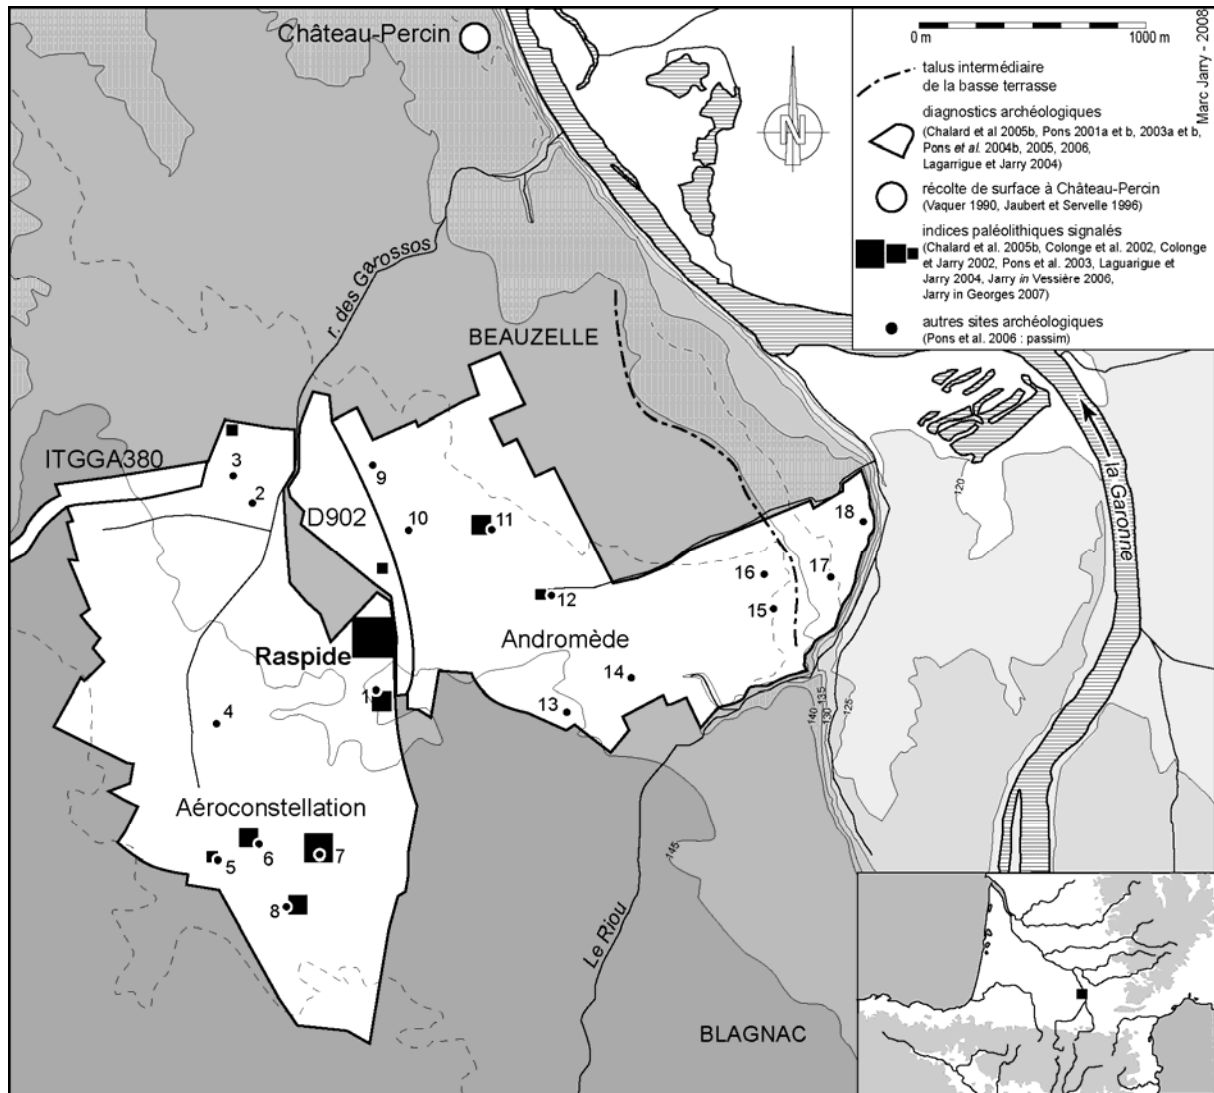 Château-Percin
0 m 1000 m
Marc Jarry - 2008
talus intermédiaire
de la basse terrasse
diagnostics archéologiques
(Chalard et al 2005b, Pons 2001a et b, 2003a et b,
Pons et al. 2004b, 2005, 2006,
Lagarrigue et Jarry 2004)
récolte de surface à Château-Percin
(Vaquer 1990, Jaubert et Servelle 1996)
indices paléolithiques signalés
(Chalard et al. 2005b, Colonge et al. 2002, Colonge
et Jarry 2002, Pons et al. 2003, Laguarigue et
Jarry 2004, Jarry in Vessière 2006,
Jarry in Georges 2007)
autres sites archéologiques
(Pons et al. 2006 : passim)
N
r. des Garossos
BEAUZELLE
ITGGA380
3
2
9
D902
10
11
12
18
17
16
15
120
la Garonne
Andromède
Raspide
14
13
1
4
140
135
130
125
Aéroconstellation
5
6
7
8
145
Le Riou
BLAGNAC